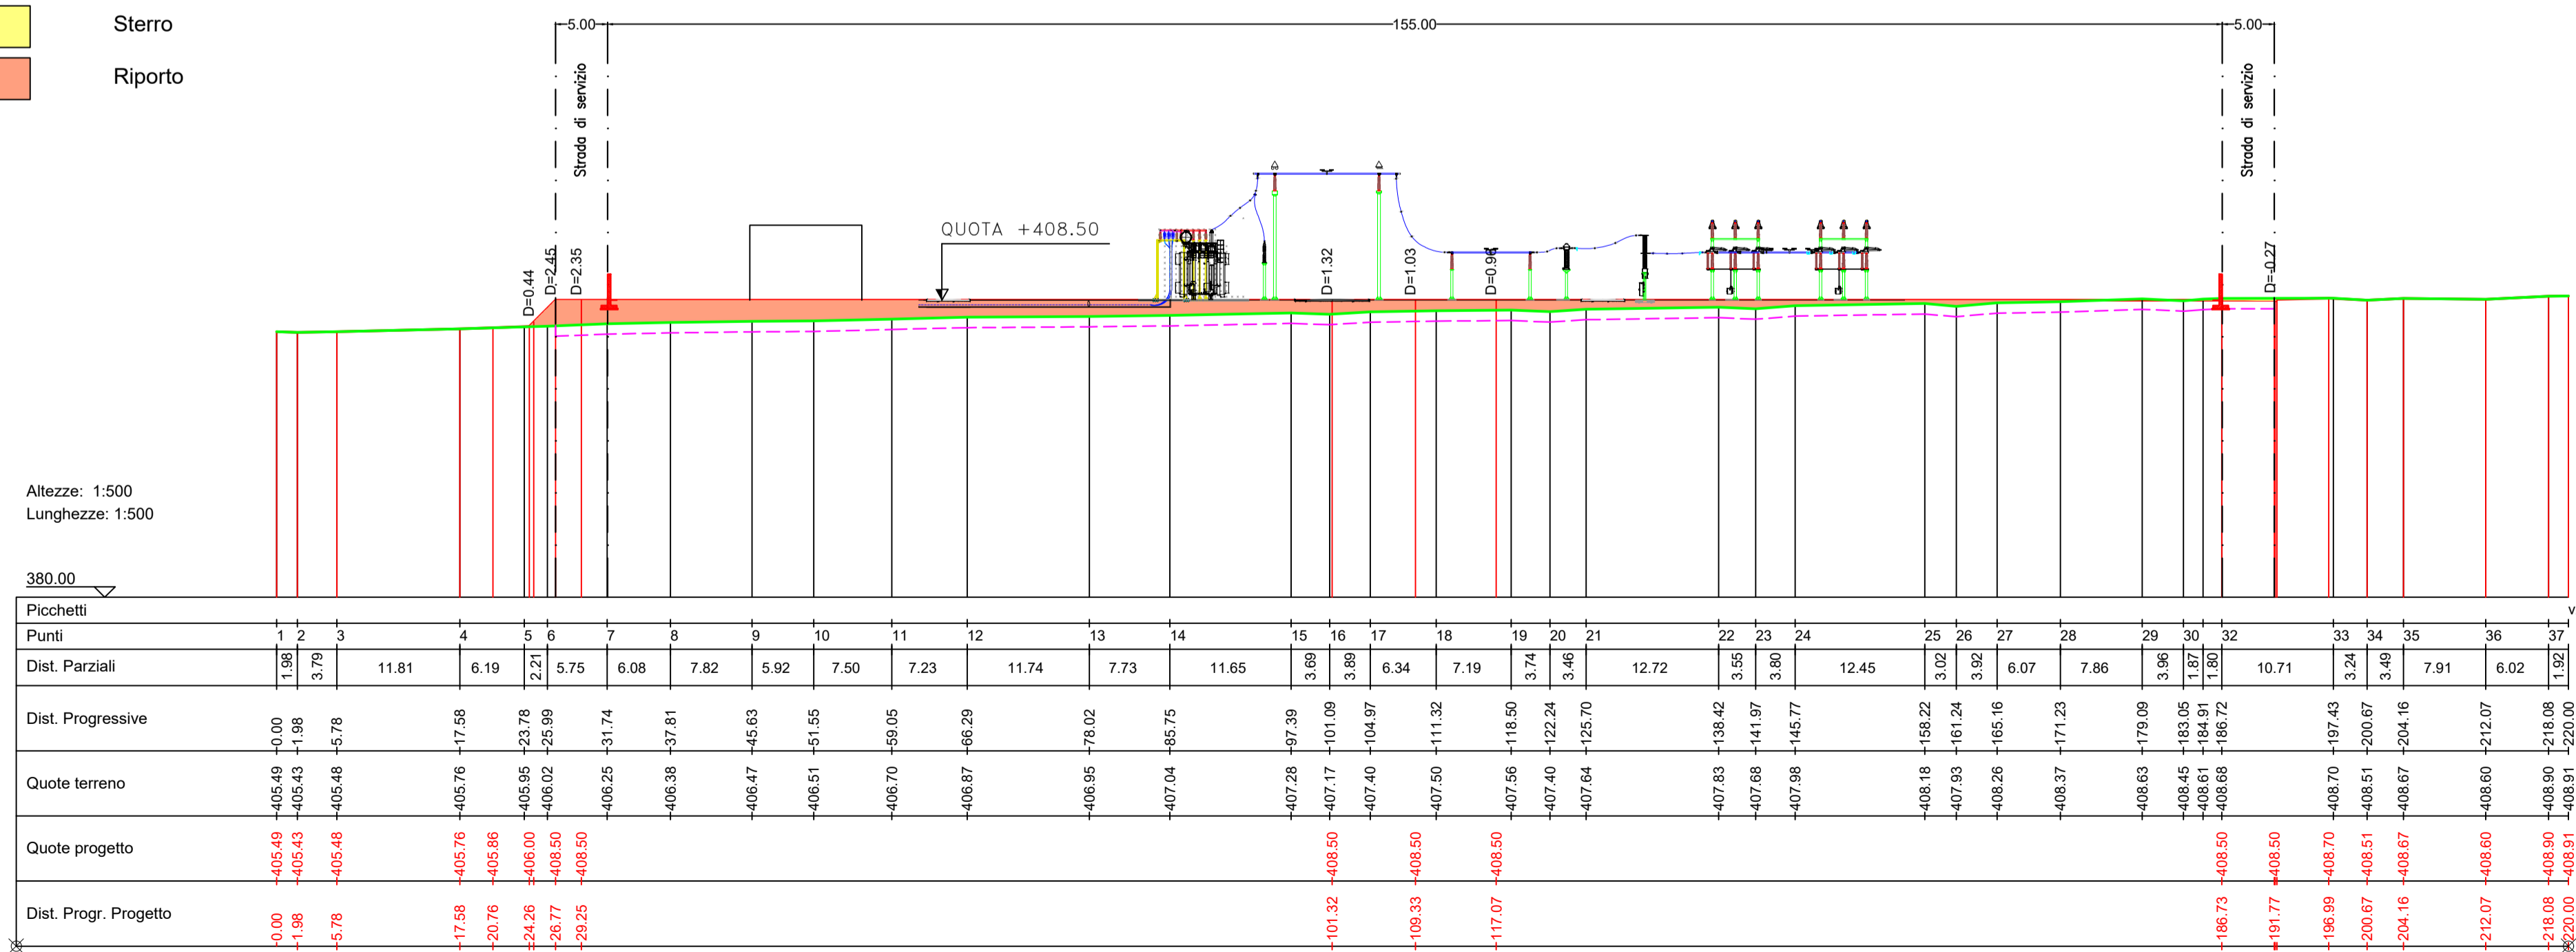 Sterro
Riporto
5.00 155.00 5.00
Strada di servizio
Strada di servizio
QUOTA +408.50
D=0.44 D=2.45 D=2.35 D=1.32 D=1.03 D=0.96 D=-0.27
Altezze: 1:500
Lunghezze: 1:500
380.00
Picchetti v
Punti 1 2 3 4 5 6 7 8 9 10 11 12 13 14 15 16 17 18 19 20 21 22 23 24 25 26 27 28 29 30 32 33 34 35 36 37
Dist. Parziali 1.98 3.79 11.81 6.19 2.21 5.75 6.08 7.82 5.92 7.50 7.23 11.74 7.73 11.65 3.69 3.89 6.34 7.19 3.74 3.46 12.72 3.55 3.80 12.45 3.02 3.92 6.07 7.86 3.96 1.87 1.80 10.71 3.24 3.49 7.91 6.02 1.92
Dist. Progressive 0.00 1.98 5.78 17.58 23.78 25.99 31.74 37.81 45.63 51.55 59.05 66.29 78.02 85.75 97.39 101.09 104.97 111.32 118.50 122.24 125.70 138.42 141.97 145.77 158.22 161.24 165.16 171.23 179.09 183.05 184.91 186.72 197.43 200.67 204.16 212.07 218.08 220.00
Quote terreno 405.49 405.43 405.48 405.76 405.95 406.02 406.25 406.38 406.47 406.51 406.70 406.87 406.95 407.04 407.28 407.17 407.40 407.50 407.56 407.40 407.64 407.83 407.68 407.98 408.18 407.93 408.26 408.37 408.63 408.45 408.61 408.68 408.70 408.51 408.67 408.60 408.90 408.91
Quote progetto 405.49 405.43 405.48 405.76 405.86 406.00 408.50 408.50 408.50 408.50 408.50 408.50 408.50 408.70 408.51 408.67 408.60 408.90 408.91
Dist. Progr. Progetto 0.00 1.98 5.78 17.58 20.76 24.26 26.77 29.25 101.32 109.33 117.07 186.73 191.77 196.99 200.67 204.16 212.07 218.08 220.00